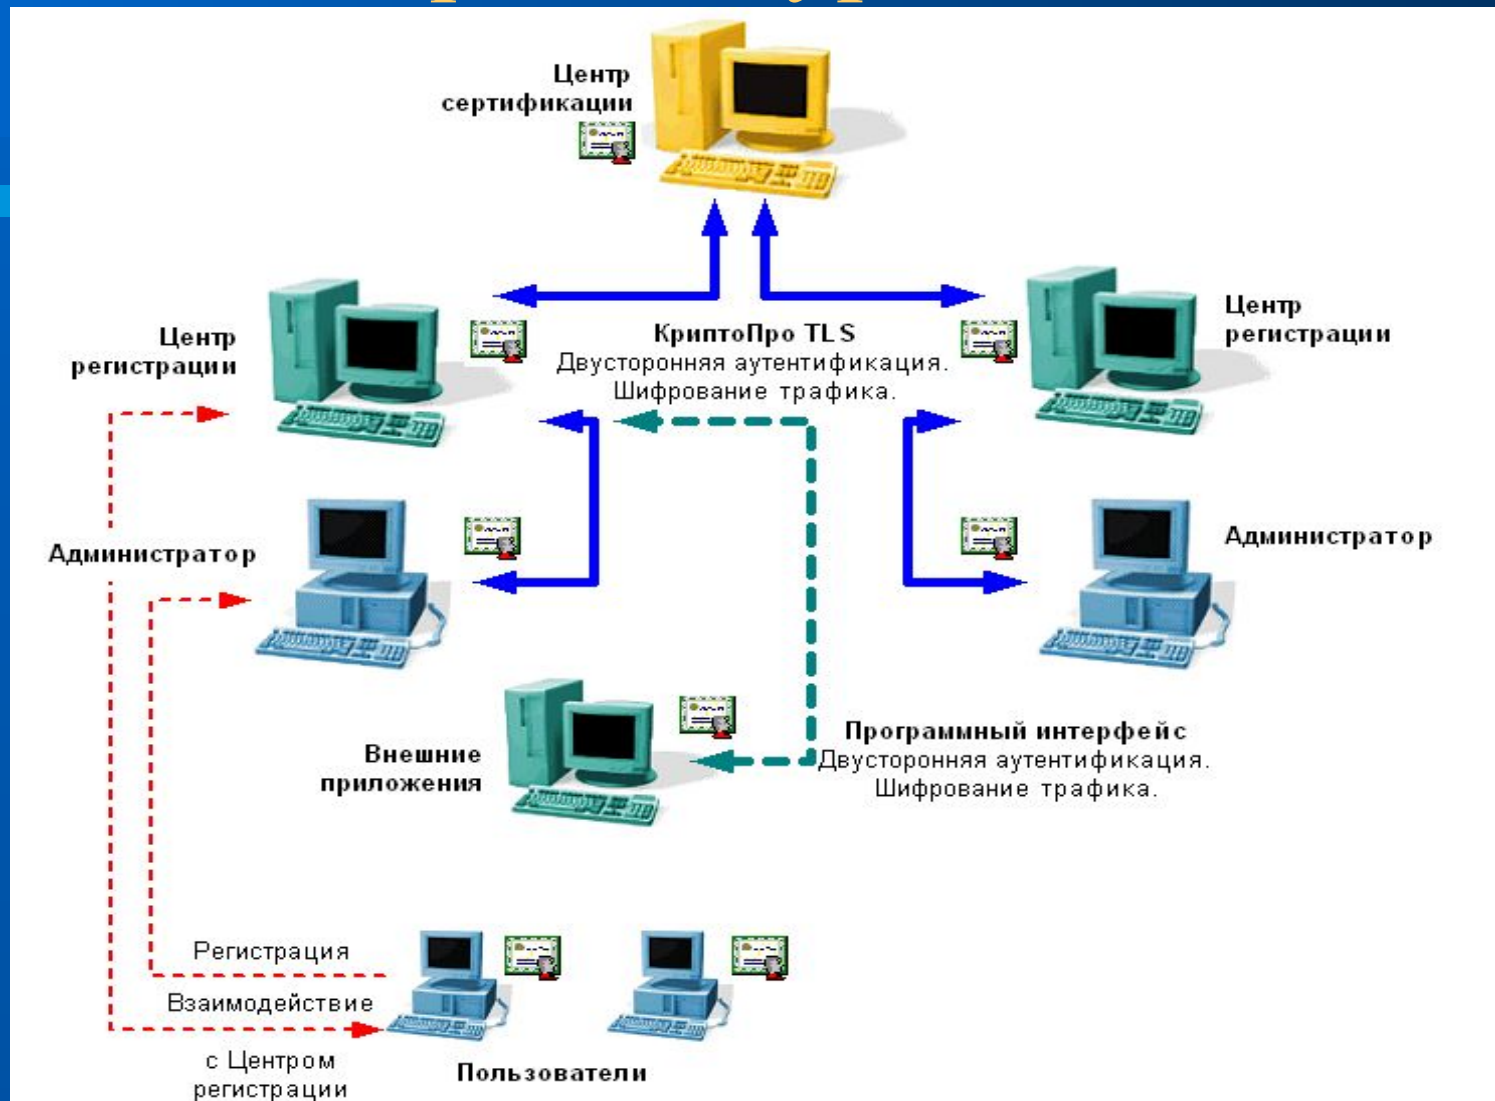 Центр
сертификации
Центр
регистрации
КриптоПро TLS
Двусторонняя аутентификация.
Шифрование трафика.
Центр
регистрации
Администратор
Администратор
Внешние
приложения
Программный интерфейс
Двусторонняя аутентификация.
Шифрование трафика.
Регистрация
Взаимодействие
с Центром
регистрации
Пользователи